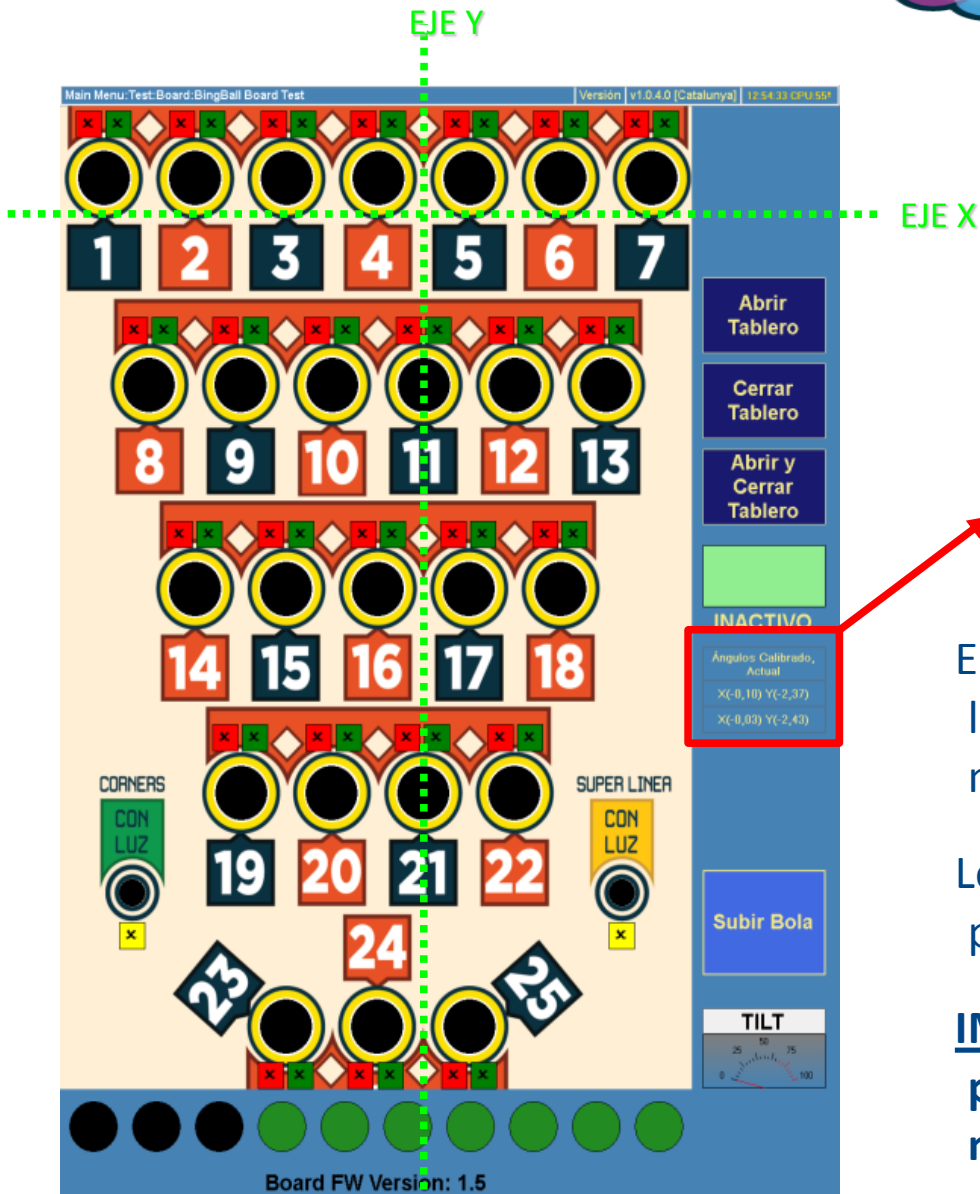 EJE Y
Main Menu:Test:Board:BingBall Board Test
Versión
v1.0.4.0 [Catalunya]
12:54:33 CPU:55°
x x x x x x x x x x x x x x
EJE X
1 2 3 4 5 6 7
Abrir
Tablero
x x x x x x x x x x x x
Cerrar
Tablero
8 9 10 11 12 13
Abrir y
Cerrar
Tablero
x x x x x x x x x x
INACTIVO
14 15 16 17 18
Ángulos Calibrado,
Actual
X(-0,10) Y(-2,37)
X(-0,03) Y(-2,43)
x x x x x x x x
CORNERS
CON
LUZ
x
SUPER LINEA
CON
LUZ
x
19 20 21 22
Subir Bola
24
23 25
TILT
0 25 50 75 100
x x x x x x
Board FW Version: 1.5